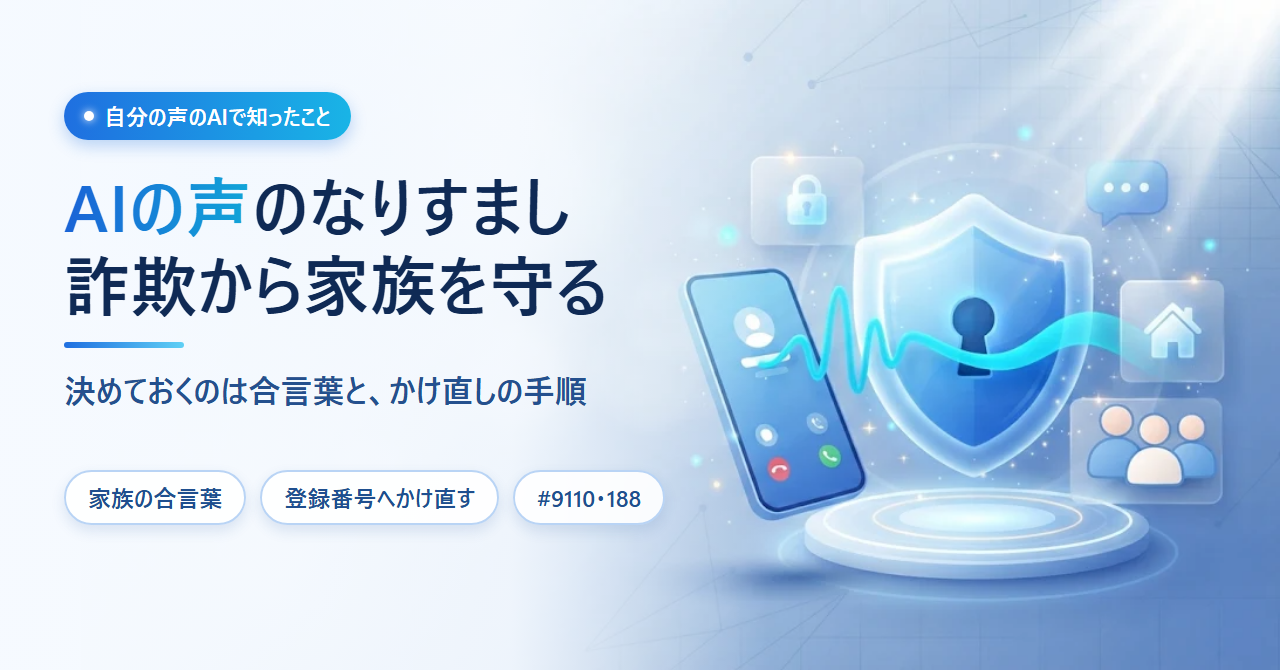 自分の声のAIで知ったこと
AIの声のなりすまし
詐欺から家族を守る
決めておくのは合言葉と、かけ直しの手順
家族の合言葉
登録番号へかけ直す
#9110・188